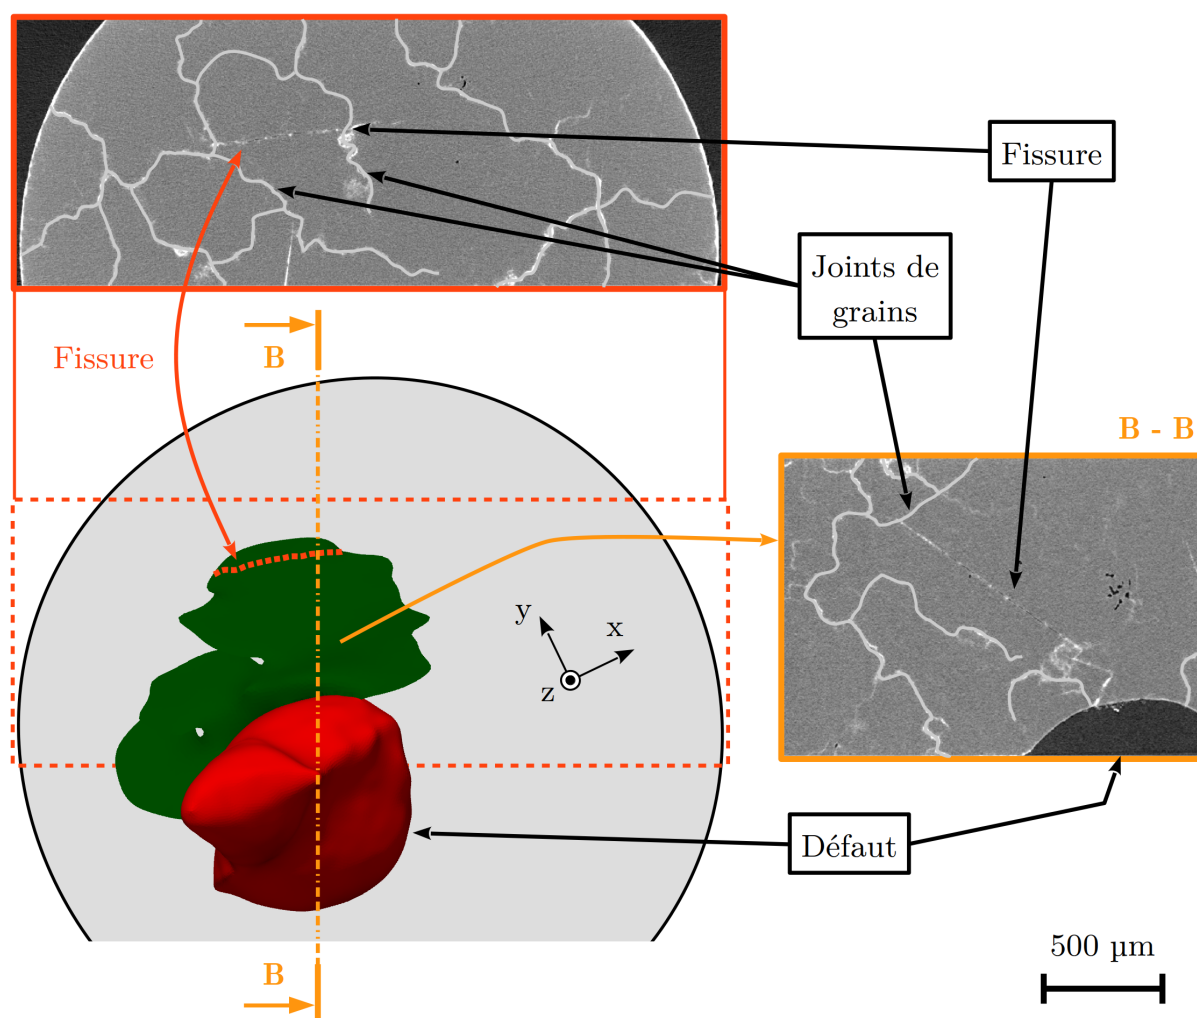 Fissure
Joints de
grains
B
Fissure
B - B
y
x
z
Défaut
500 µm
B